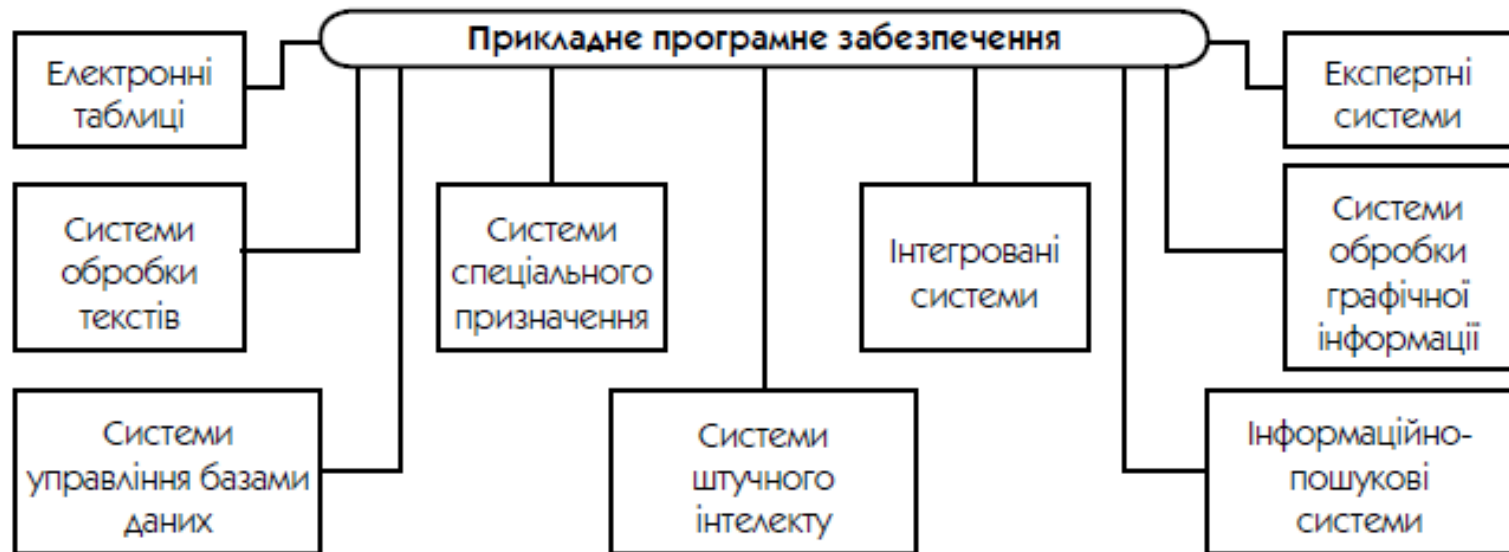 Прикладне програмне забезпечення
Електронні
таблиці
Експертні
системи
Системи
обробки
текстів
Системи
спеціального
призначення
Інтегровані
системи
Системи
обробки
графічної
інформації
Системи
управління базами
даних
Системи
штучного
інтелекту
Інформаційно-
пошукові
системи